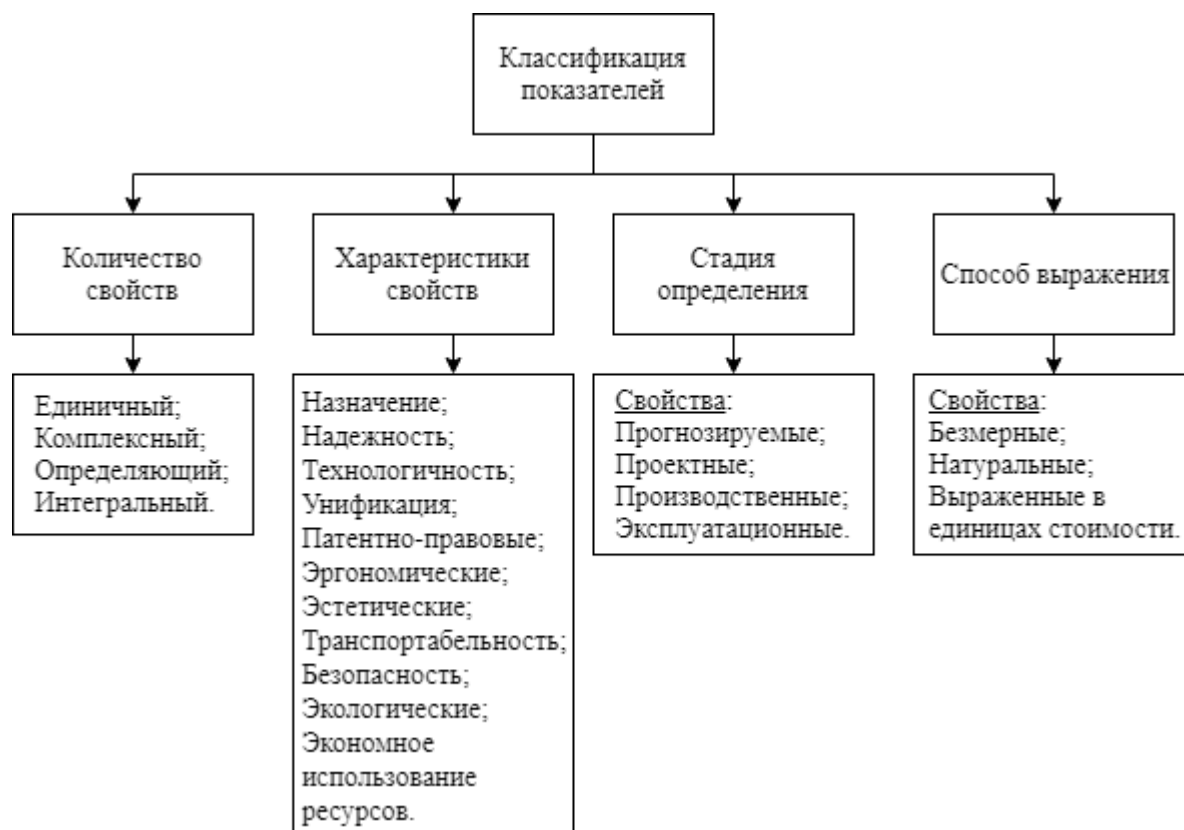 Классификация
показателей
Количество
свойств
Характеристики
свойств
Стадия
определения
Способ выражения
Единичный;
Комплексный;
Определяющий;
Интегральный.
Назначение;
Надежность;
Технологичность;
Унификация;
Патентно-правовые;
Эргономические;
Эстетические;
Транспортабельность;
Безопасность;
Экологические;
Экономное
использование
ресурсов.
Свойства:
Прогнозируемые;
Проектные;
Производственные;
Эксплуатационные.
Свойства:
Безмерные;
Натуральные;
Выраженные в
единицах стоимости.